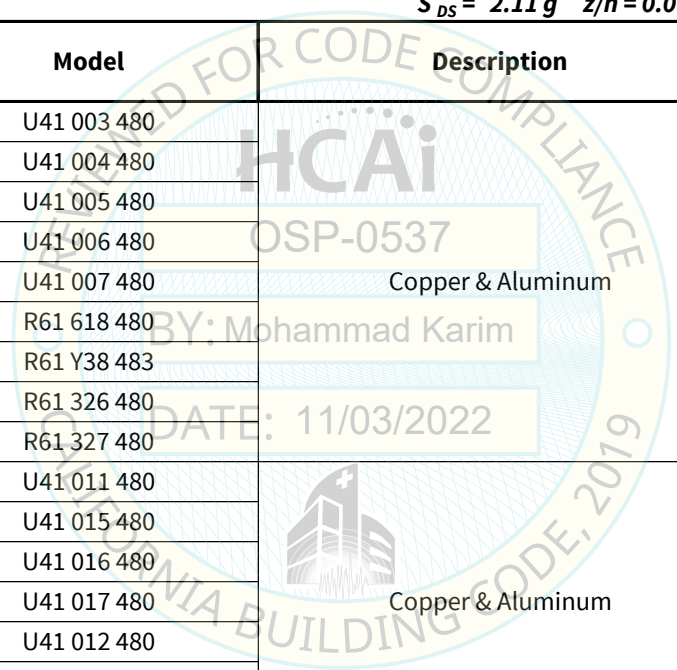 S DS = 2.11 g z/h = 0.0
Model Description
U41 003 480
U41 004 480
U41 005 480
U41 006 480
U41 007 480 Copper & Aluminum
R61 618 480
R61 Y38 483
R61 326 480
R61 327 480
U41 011 480
U41 015 480
U41 016 480
U41 017 480 Copper & Aluminum
U41 012 480
REVIEWED FOR CODE COMPLIANCE
HCAi
OSP-0537
BY: Mohammad Karim
DATE: 11/03/2022
CALIFORNIA BUILDING CODE, 2019